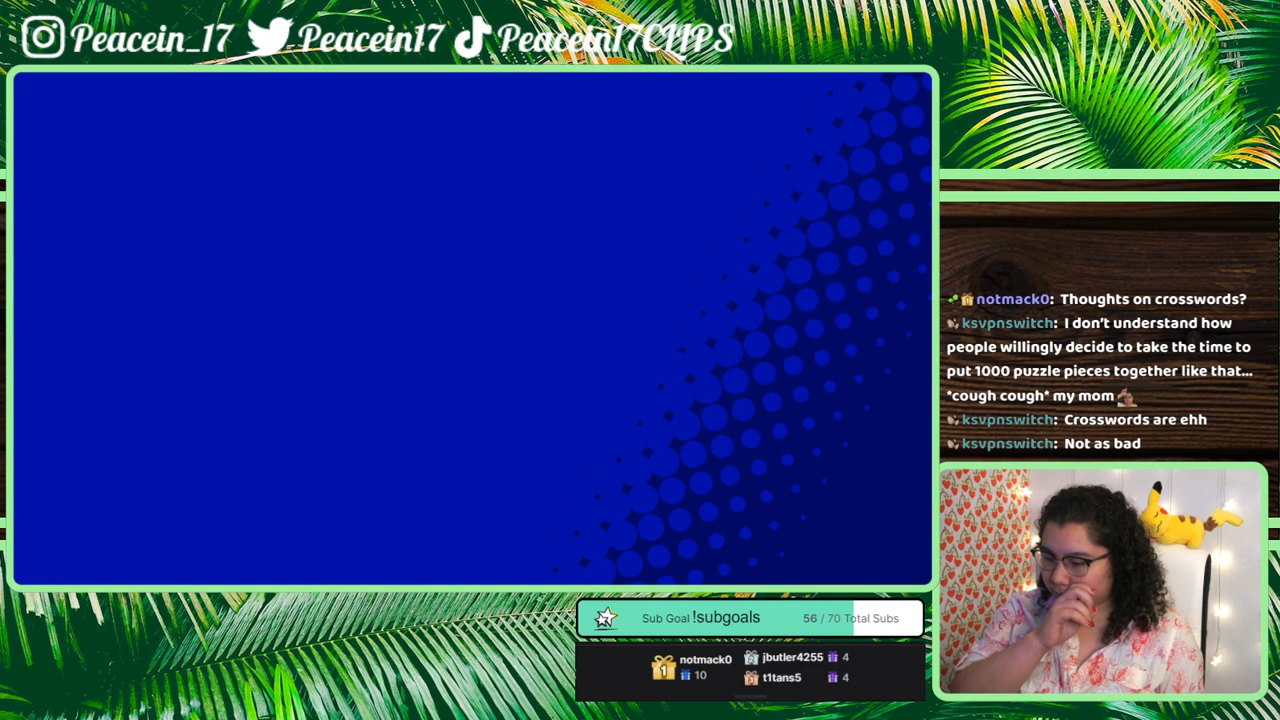 Peacein_17 Peacein17 Peacein17ClIPS
notmack0: Thoughts on crosswords?
ksvpnswitch: I don't understand how
people willingly decide to take the time to
put 1000 puzzle pieces together like that...
*cough cough* my mom
ksvpnswitch: Crosswords are ehh
ksvpnswitch: Not as bad
Sub Goal !subgoals 56 / 70 Total Subs
1 notmack0 10
jbutler4255 4
t1tans5 4